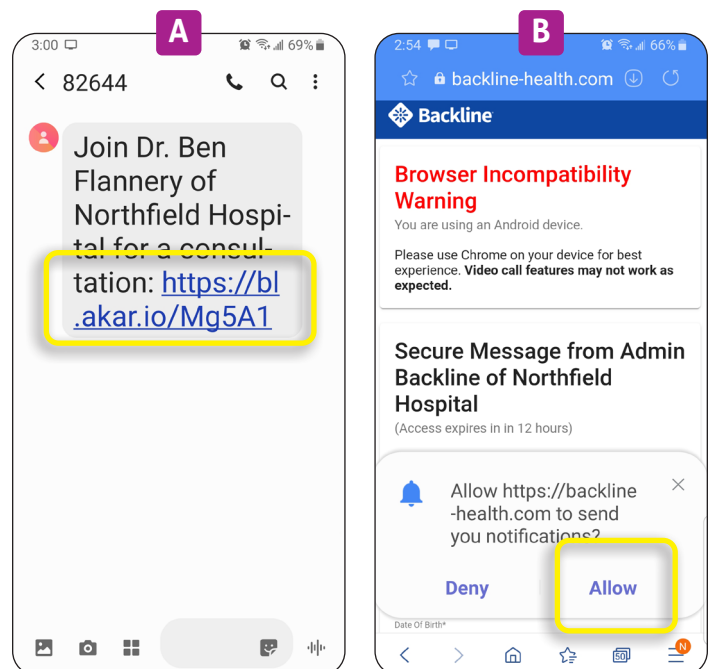 A
3:00
69%
82644
Join Dr. Ben
Flannery of
Northfield Hospi-
tal for a consul-
tation: https://bl
.akar.io/Mg5A1
B
2:54
66%
backline-health.com
Backline
Browser Incompatibility
Warning
You are using an Android device.
Please use Chrome on your device for best
experience. Video call features may not work as
expected.
Secure Message from Admin
Backline of Northfield
Hospital
(Access expires in in 12 hours)
Allow https://backline
-health.com to send
you notifications?
Deny
Allow
Date Of Birth*
50
N